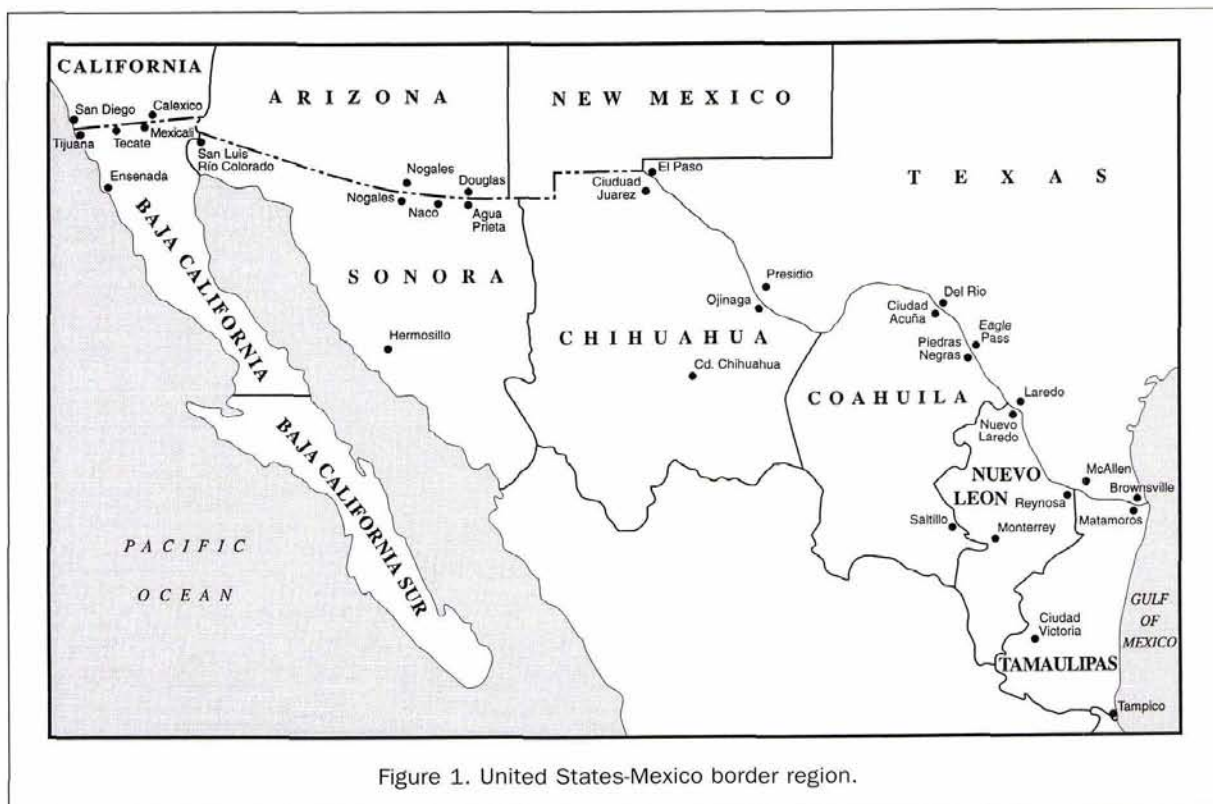 CALIFORNIA
ARIZONA
NEW MEXICO
San Diego
Calexico
Tijuana
Tecate
Mexicali
San Luis
Río Colorado
Ensenada
Nogales
Douglas
Nogales
Naco
Agua
Prieta
El Paso
Ciuduad
Juarez
TEXAS
BAJA CALIFORNIA
SONORA
Presidio
Ojinaga
Hermosillo
CHIHUAHUA
Cd. Chihuahua
Del Rio
Ciudad
Acuña
Eagle
Pass
Piedras
Negras
COAHUILA
Laredo
Nuevo
Laredo
BAJA CALIFORNIA SUR
NUEVO
LEON
McAllen
Brownsville
Reynosa
Matamoros
Saltillo
Monterrey
PACIFIC
OCEAN
GULF
OF
MEXICO
Ciudad
Victoria
TAMAULIPAS
Tampico
Figure 1. United States-Mexico border region.